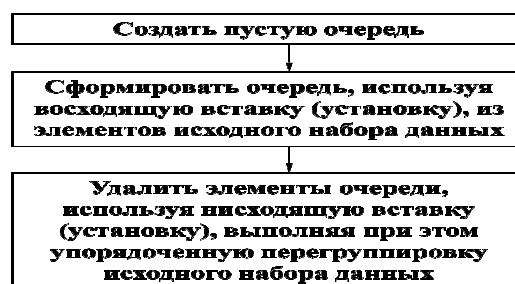 Создать пустую очередь
Сформировать очередь, используя
восходящую вставку (установку), из
элементов исходного набора данных
Удалить элементы очереди,
используя нисходящую вставку
(установку), выполняя при этом
упорядоченную перегруппировку
исходного набора данных